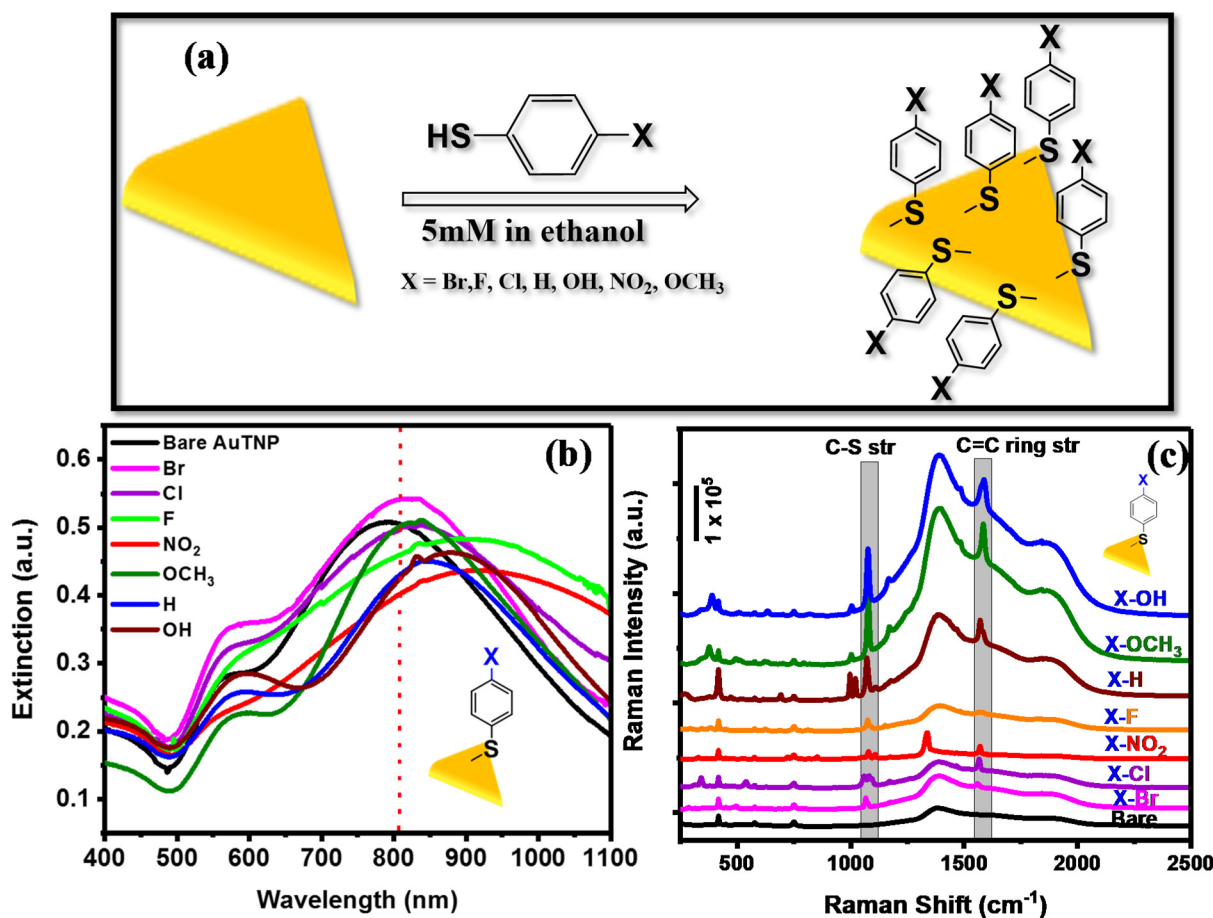 (a)
HS
X
5mM in ethanol
X = Br,F, Cl, H, OH, NO₂, OCH₃
X
X
X
X
S
S
S
S
S
S
X
X
X
(b)
Bare AuTNP
Br
Cl
F
NO₂
OCH₃
H
OH
0.6
0.5
0.4
0.3
0.2
0.1
Extinction (a.u.)
X
S
400 500 600 700 800 900 1000 1100
Wavelength (nm)
(c)
C-S str
C=C ring str
1 x 10⁵
Raman Intensity (a.u.)
X
S
X-OH
X-OCH₃
X-H
X-F
X-NO₂
X-Cl
X-Br
Bare
500 1000 1500 2000 2500
Raman Shift (cm⁻¹)